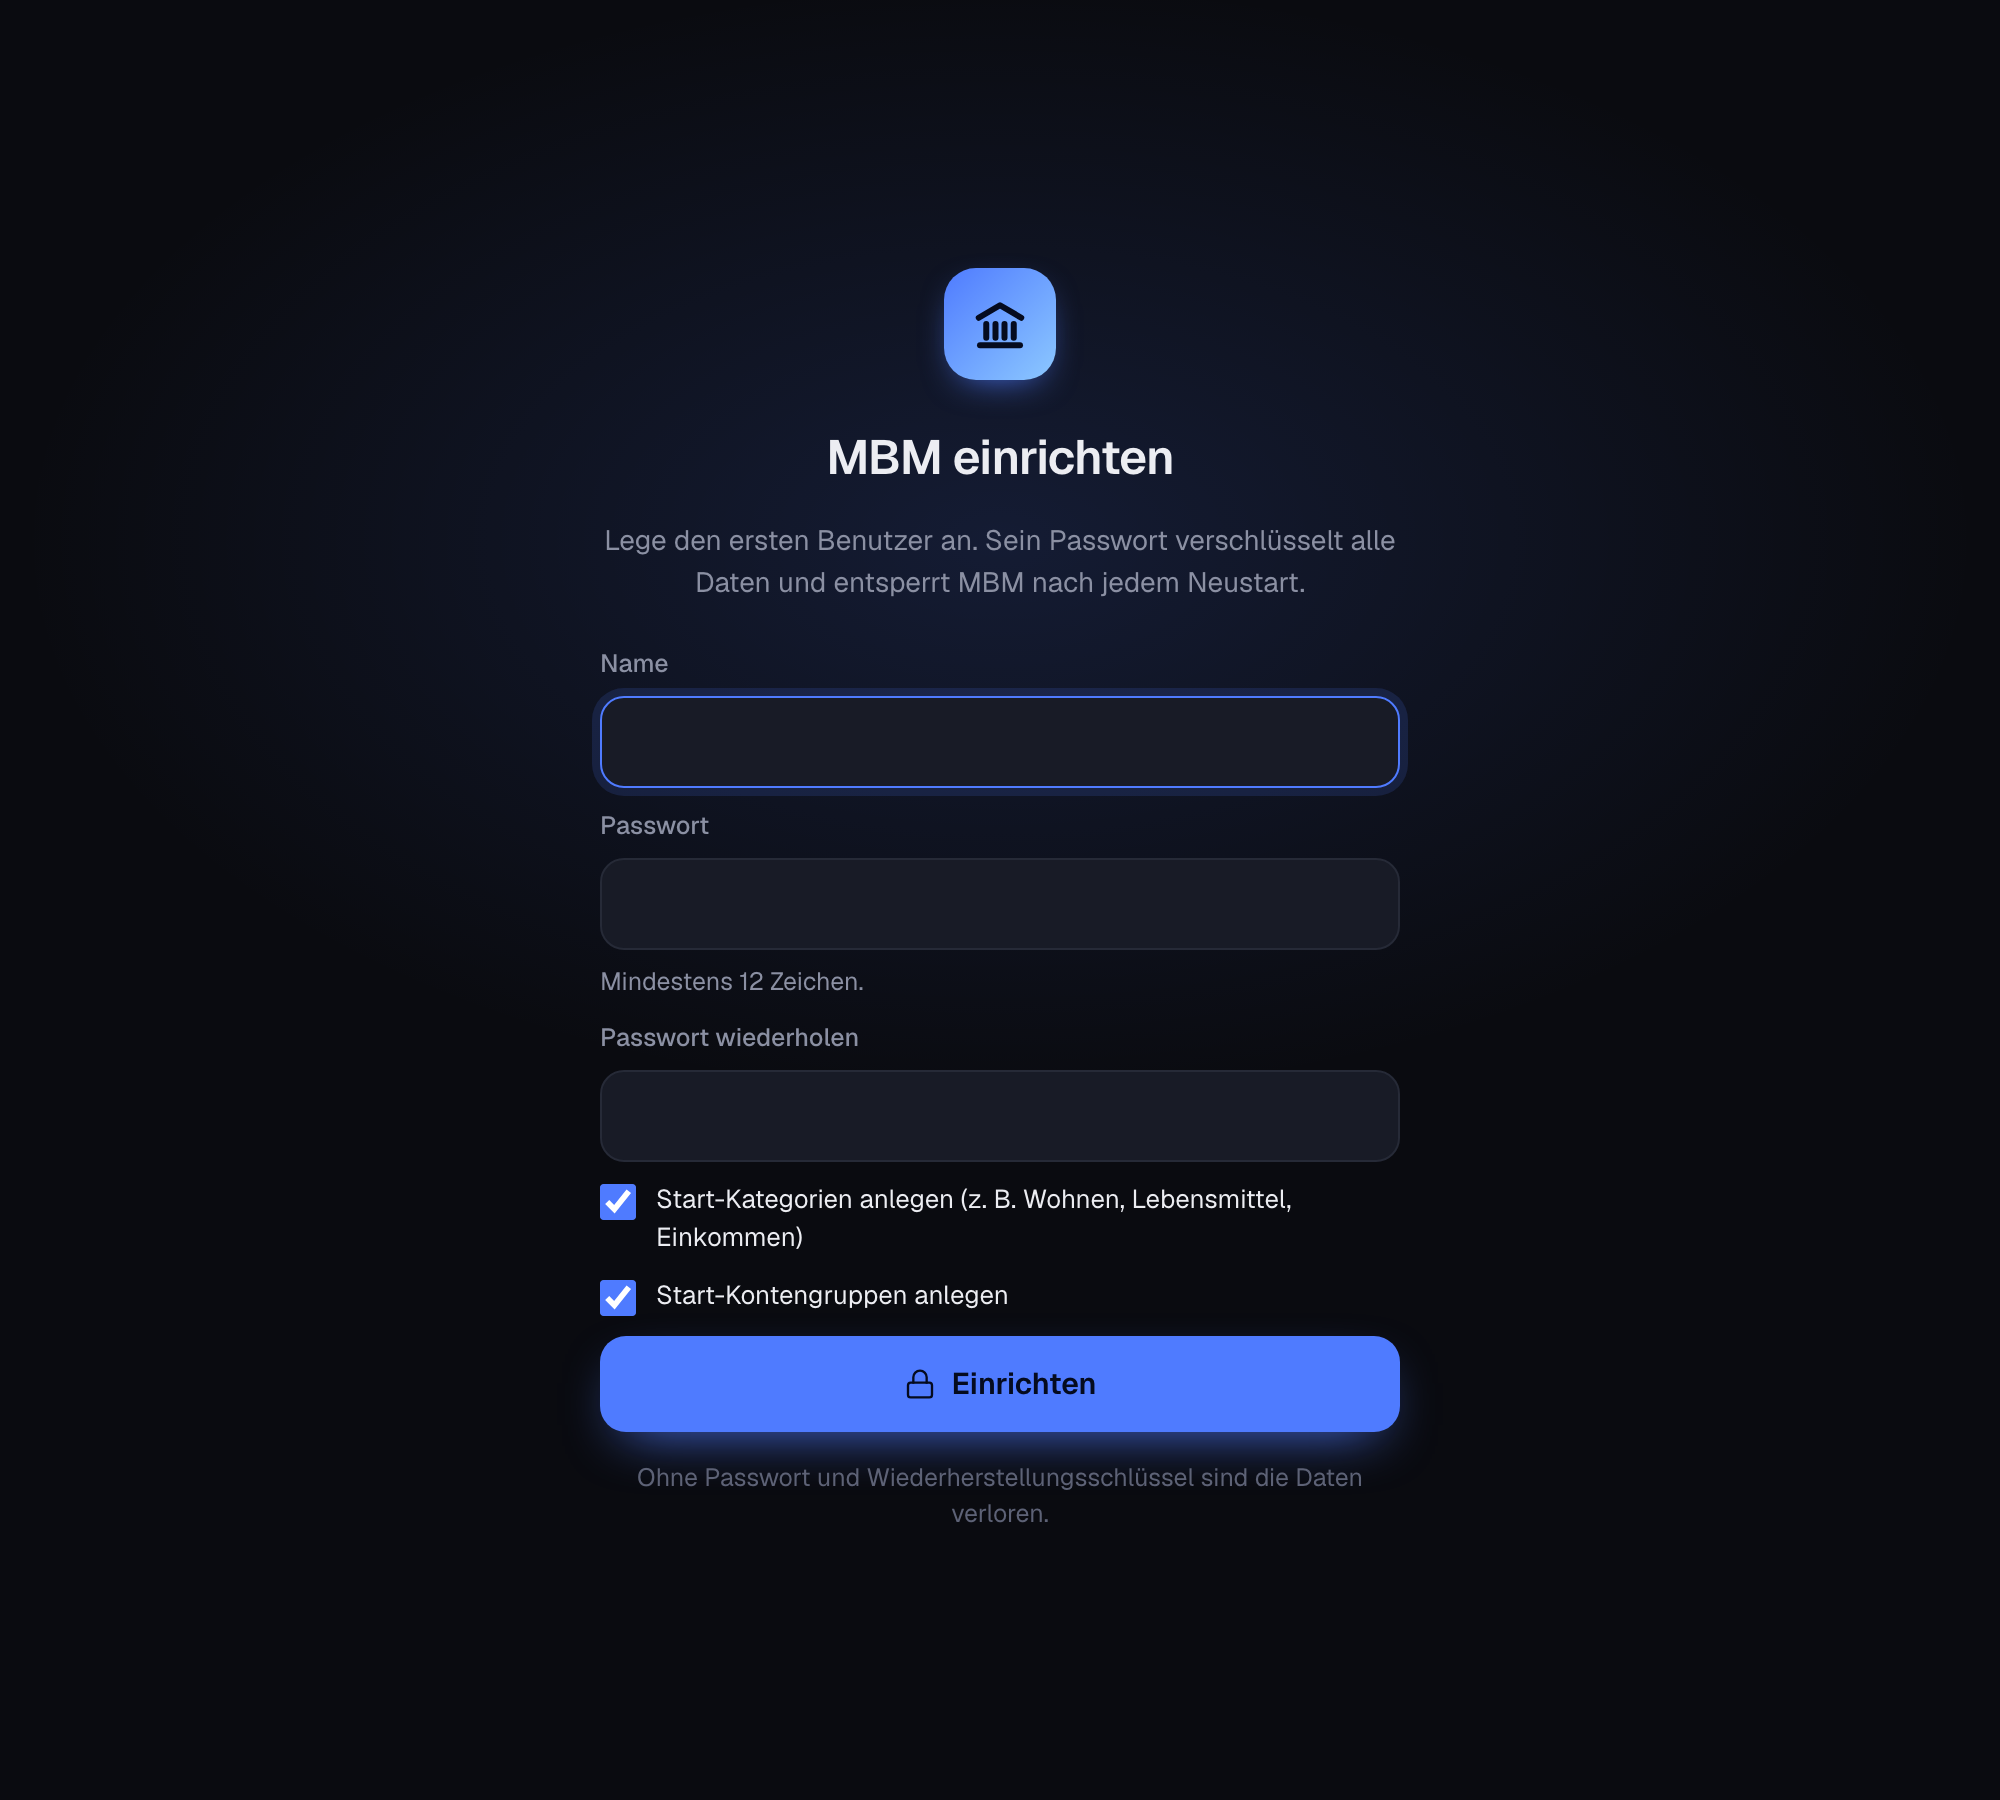 MBM einrichten
Lege den ersten Benutzer an. Sein Passwort verschlüsselt alle
Daten und entsperrt MBM nach jedem Neustart.
Name
Passwort
Mindestens 12 Zeichen.
Passwort wiederholen
Start-Kategorien anlegen (z. B. Wohnen, Lebensmittel,
Einkommen)
Start-Kontengruppen anlegen
Einrichten
Ohne Passwort und Wiederherstellungsschlüssel sind die Daten
verloren.